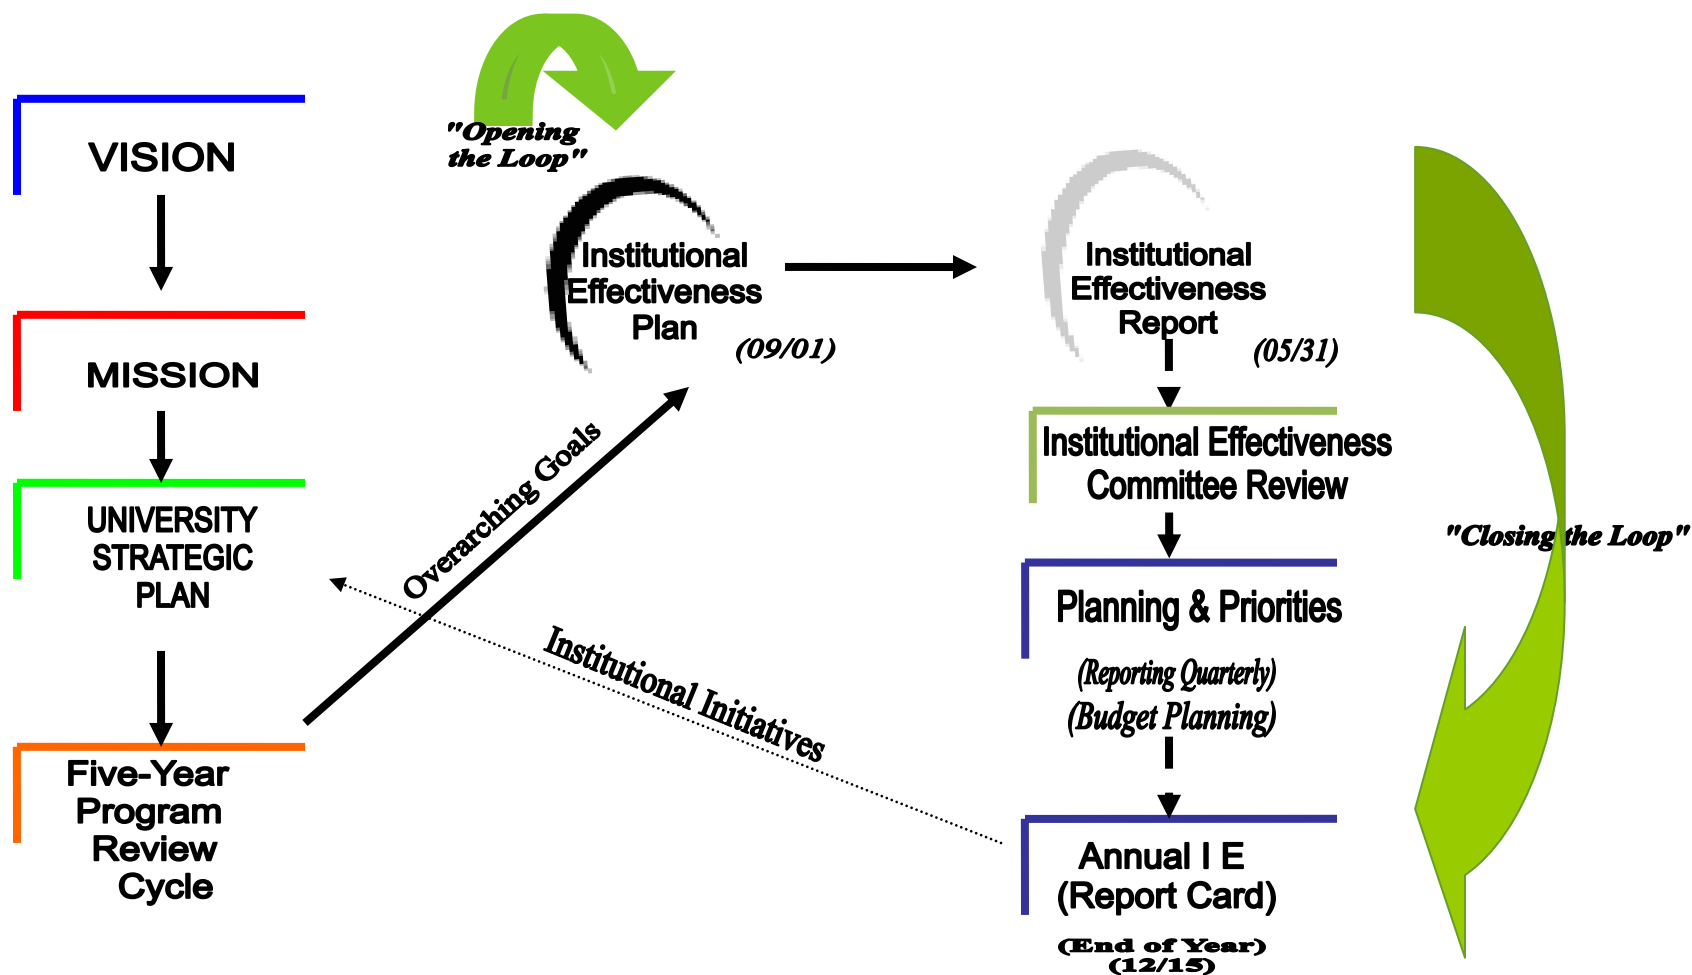 VISION
MISSION
UNIVERSITY
STRATEGIC
PLAN
Five-Year
Program
Review
Cycle
"Opening
the Loop"
Institutional
Effectiveness
Plan
(09/01)
Overarching Goals
Institutional Initiatives
Institutional
Effectiveness
Report
(05/31)
Institutional Effectiveness
Committee Review
Planning & Priorities
(Reporting Quarterly)
(Budget Planning)
Annual I E
(Report Card)
(End of Year)
(12/15)
"Closing the Loop"